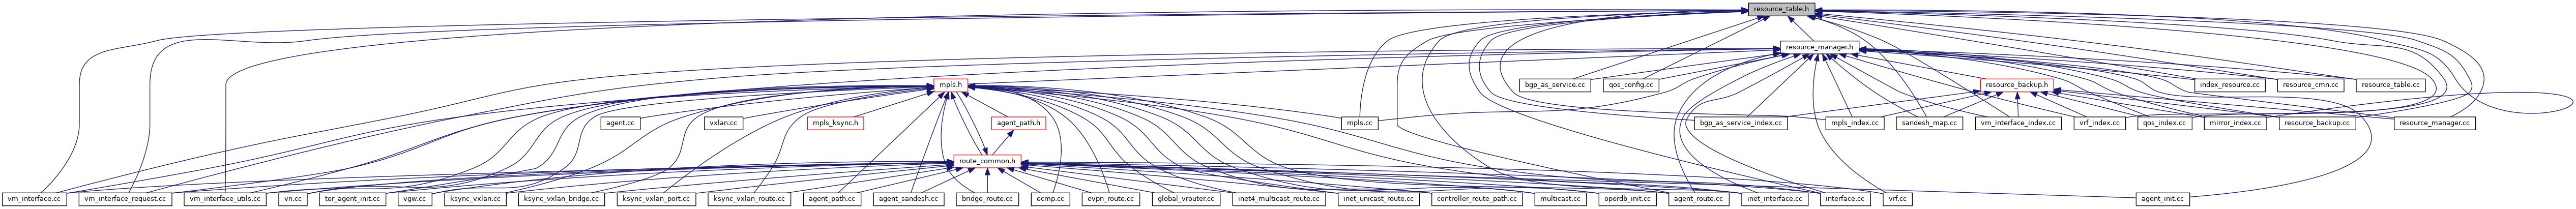 resource_table.h
resource_manager.h
mpls.h
bgp_as_service.cc
qos_config.cc
resource_backup.h
index_resource.cc
resource_cmn.cc
resource_table.cc
agent.cc
vxlan.cc
mpls_ksync.h
agent_path.h
mpls.cc
bgp_as_service_index.cc
mpls_index.cc
sandesh_map.cc
vm_interface_index.cc
vrf_index.cc
qos_index.cc
mirror_index.cc
resource_backup.cc
resource_manager.cc
route_common.h
vm_interface.cc
vm_interface_request.cc
vm_interface_utils.cc
vn.cc
tor_agent_init.cc
vgw.cc
ksync_vxlan.cc
ksync_vxlan_bridge.cc
ksync_vxlan_port.cc
ksync_vxlan_route.cc
agent_path.cc
agent_sandesh.cc
bridge_route.cc
ecmp.cc
evpn_route.cc
global_vrouter.cc
inet4_multicast_route.cc
inet_unicast_route.cc
controller_route_path.cc
multicast.cc
operdb_init.cc
agent_route.cc
inet_interface.cc
interface.cc
vrf.cc
agent_init.cc